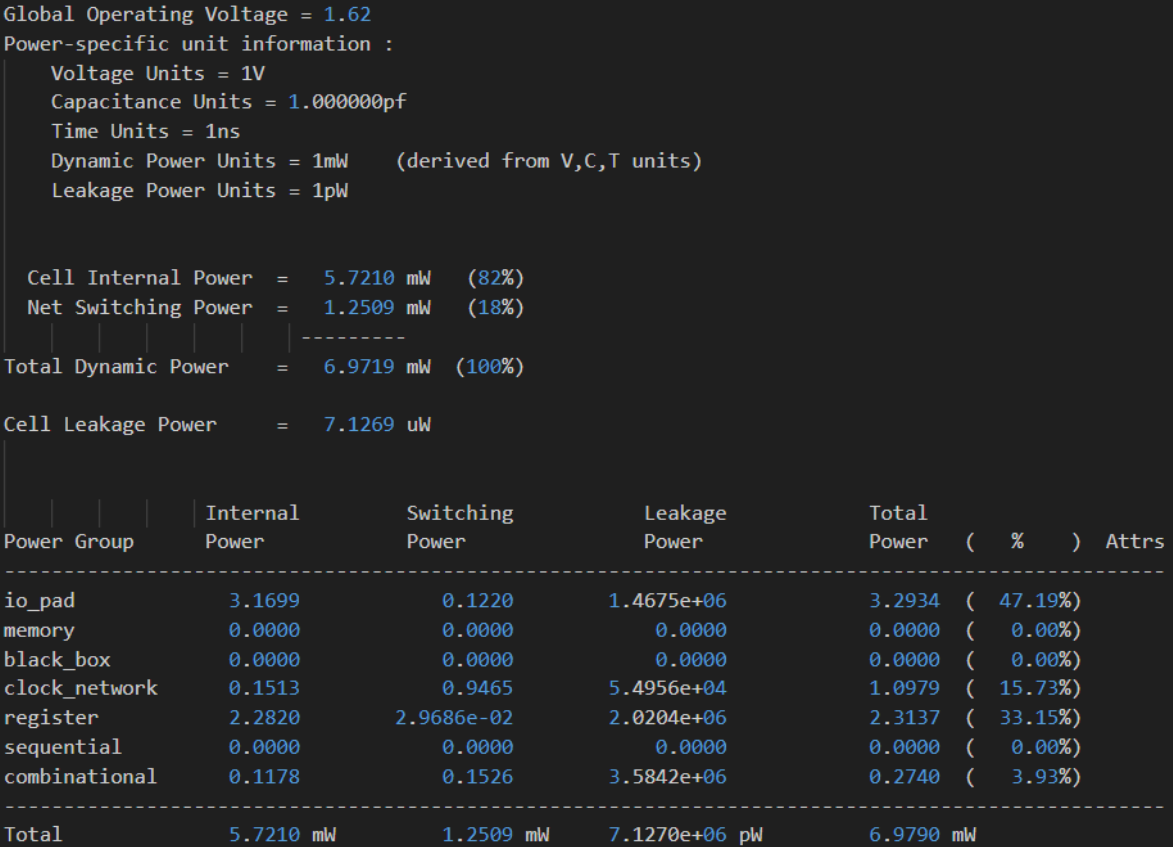 Global Operating Voltage = 1.62
Power-specific unit information :
    Voltage Units = 1V
    Capacitance Units = 1.000000pf
    Time Units = 1ns
    Dynamic Power Units = 1mW    (derived from V,C,T units)
    Leakage Power Units = 1pW
  Cell Internal Power  =   5.7210 mW   (82%)
  Net Switching Power  =   1.2509 mW   (18%)
                         ---------
Total Dynamic Power    =   6.9719 mW  (100%)
Cell Leakage Power     =   7.1269 uW
                 Internal         Switching           Leakage            Total
Power Group      Power            Power               Power              Power   (   %    )  Attrs
--------------------------------------------------------------------------------------------------
io_pad             3.1699            0.1220        1.4675e+06            3.2934  (  47.19%)
memory             0.0000            0.0000            0.0000            0.0000  (   0.00%)
black_box          0.0000            0.0000            0.0000            0.0000  (   0.00%)
clock_network      0.1513            0.9465        5.4956e+04            1.0979  (  15.73%)
register           2.2820        2.9686e-02        2.0204e+06            2.3137  (  33.15%)
sequential         0.0000            0.0000            0.0000            0.0000  (   0.00%)
combinational      0.1178            0.1526        3.5842e+06            0.2740  (   3.93%)
--------------------------------------------------------------------------------------------------
Total              5.7210 mW         1.2509 mW     7.1270e+06 pW         6.9790 mW